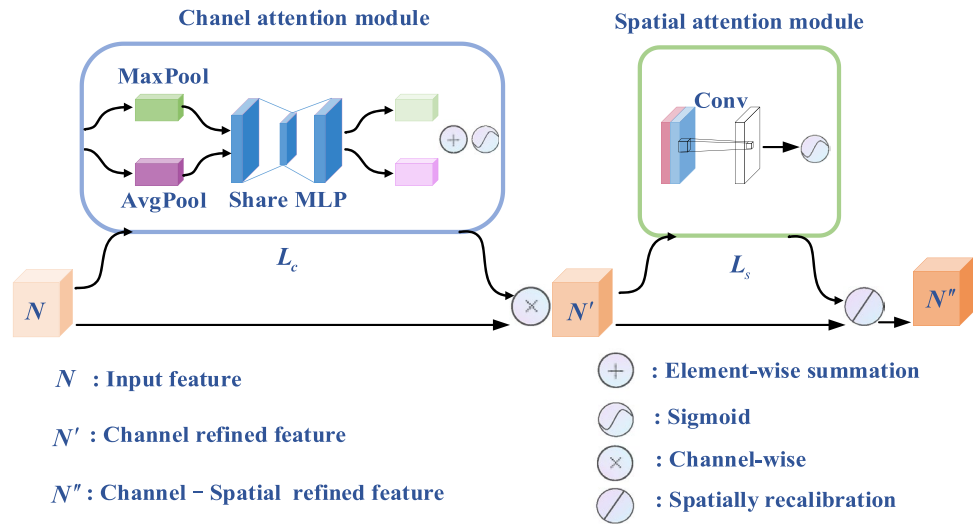 Chanel attention module
Spatial attention module
MaxPool
AvgPool
Share MLP
Conv
L_c
L_s
N
N′
N″
N : Input feature
N′ : Channel refined feature
N″ : Channel – Spatial refined feature
: Element-wise summation
: Sigmoid
: Channel-wise
: Spatially recalibration